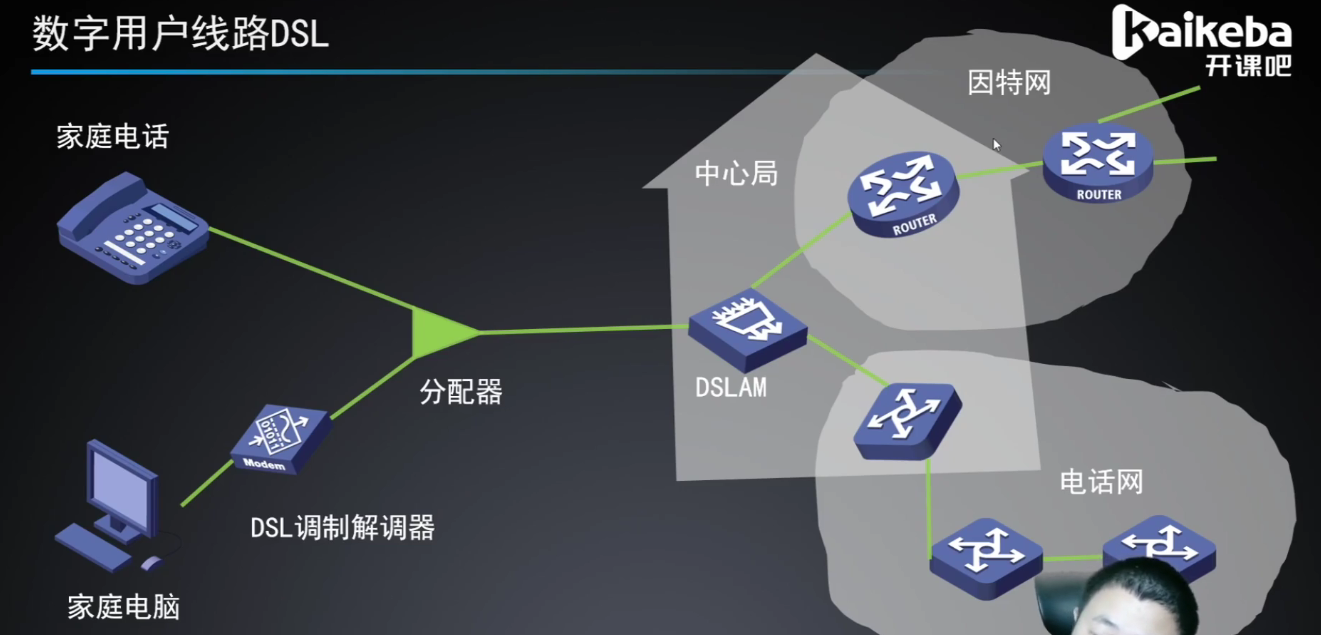 数字用户线路DSL
Kaikeba
开课吧
因特网
家庭电话
中心局
ROUTER
ROUTER
DSLAM
分配器
01011
Modem
电话网
DSL调制解调器
家庭电脑